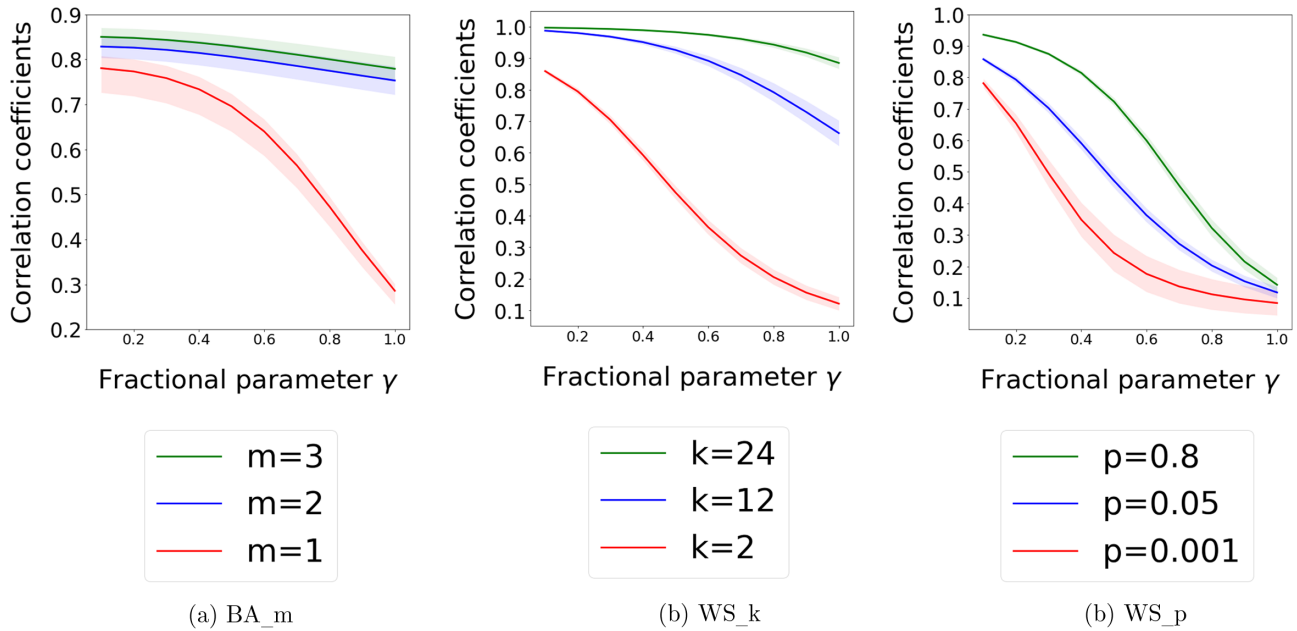 Correlation coefficients
0.9
0.8
0.7
0.6
0.5
0.4
0.3
0.2
0.2 0.4 0.6 0.8 1.0
Fractional parameter γ
m=3
m=2
m=1
(a) BA_m
Correlation coefficients
1.0
0.9
0.8
0.7
0.6
0.5
0.4
0.3
0.2
0.1
0.2 0.4 0.6 0.8 1.0
Fractional parameter γ
k=24
k=12
k=2
(b) WS_k
Correlation coefficients
1.0
0.9
0.8
0.7
0.6
0.5
0.4
0.3
0.2
0.1
0.2 0.4 0.6 0.8 1.0
Fractional parameter γ
p=0.8
p=0.05
p=0.001
(b) WS_p